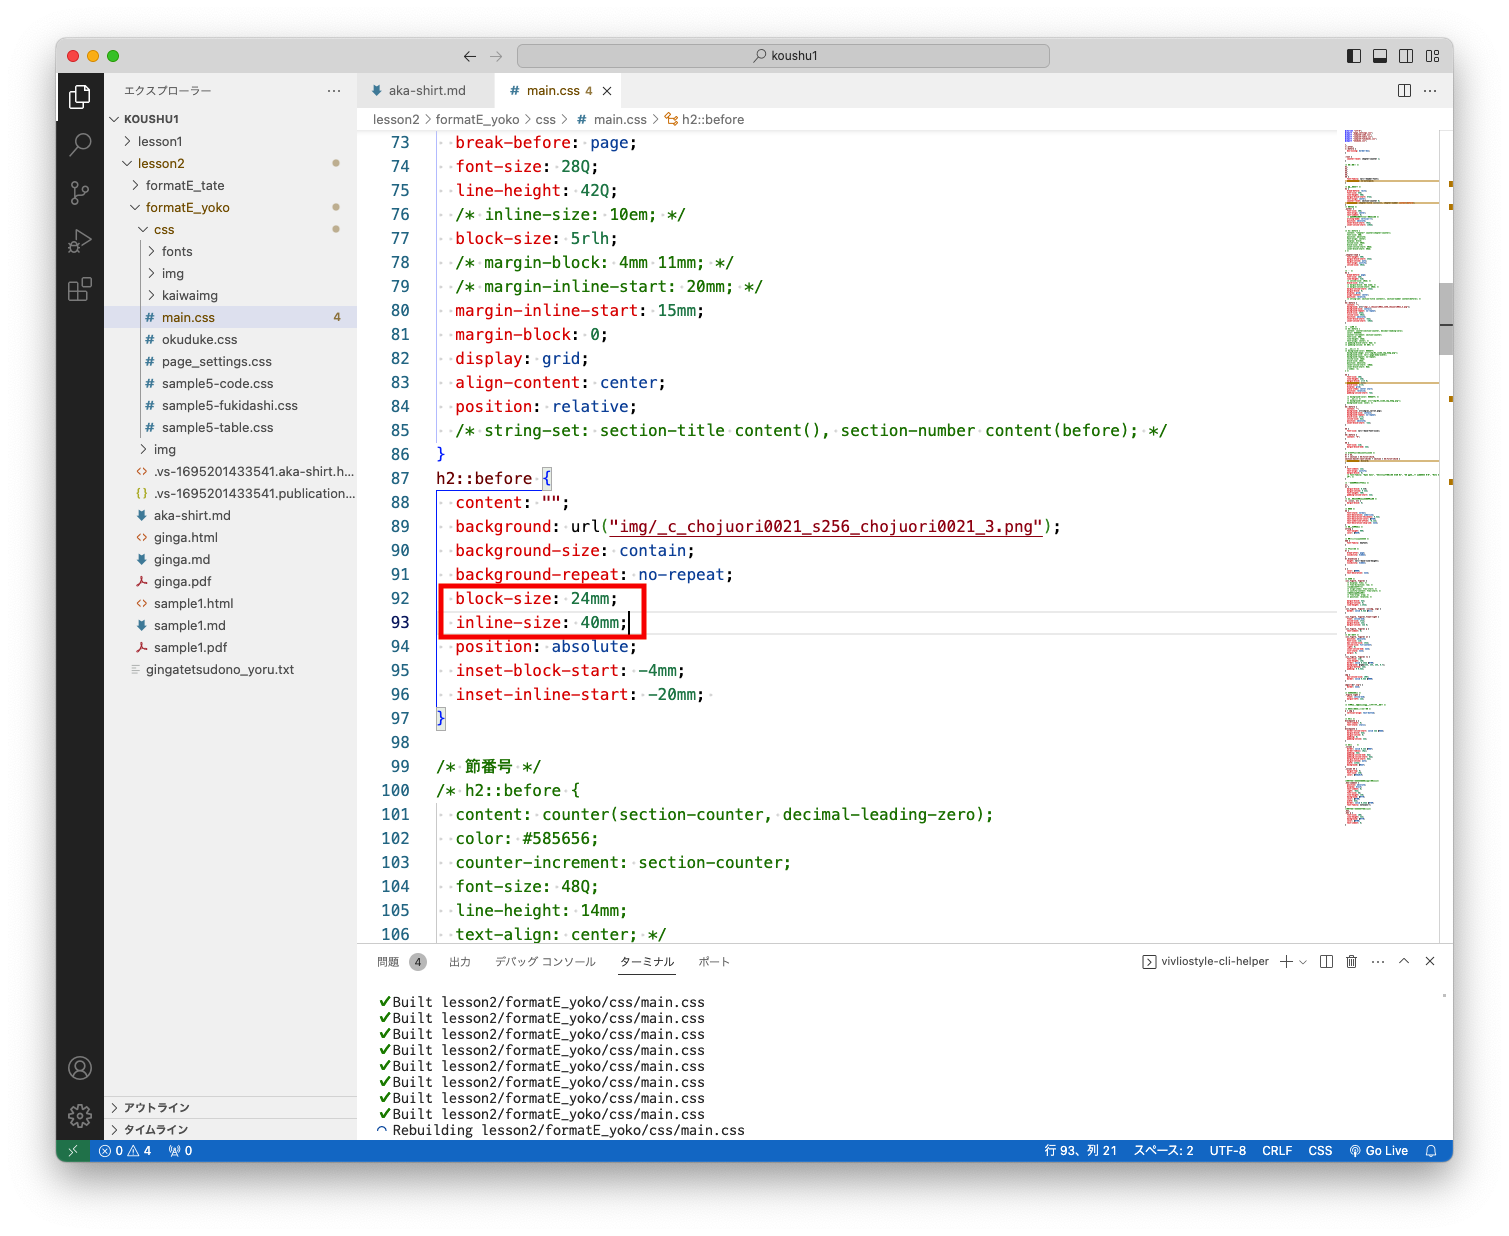 koushu1
エクスプローラー
KOUSHU1
lesson1
lesson2
formatE_tate
formatE_yoko
css
fonts
img
kaiwaimg
main.css 4
okuduke.css
page_settings.css
sample5-code.css
sample5-fukidashi.css
sample5-table.css
img
.vs-1695201433541.aka-shirt.h...
.vs-1695201433541.publication...
aka-shirt.md
ginga.html
ginga.md
ginga.pdf
sample1.html
sample1.md
sample1.pdf
gingatetsudono_yoru.txt
アウトライン
タイムライン
aka-shirt.md
main.css 4
lesson2 > formatE_yoko > css > # main.css > h2::before
73 break-before: page;
74 font-size: 28Q;
75 line-height: 42Q;
76 /* inline-size: 10em; */
77 block-size: 5rlh;
78 /* margin-block: 4mm 11mm; */
79 /* margin-inline-start: 20mm; */
80 margin-inline-start: 15mm;
81 margin-block: 0;
82 display: grid;
83 align-content: center;
84 position: relative;
85 /* string-set: section-title content(), section-number content(before); */
86 }
87 h2::before {
88 content: "";
89 background: url("img/_c_chojuori0021_s256_chojuori0021_3.png");
90 background-size: contain;
91 background-repeat: no-repeat;
92 block-size: 24mm;
93 inline-size: 40mm;
94 position: absolute;
95 inset-block-start: -4mm;
96 inset-inline-start: -20mm;
97 }
98
99 /* 節番号 */
100 /* h2::before {
101 content: counter(section-counter, decimal-leading-zero);
102 color: #585656;
103 counter-increment: section-counter;
104 font-size: 48Q;
105 line-height: 14mm;
106 text-align: center; */
問題 4 出力 デバッグ コンソール ターミナル ポート
vivliostyle-cli-helper
✔Built lesson2/formatE_yoko/css/main.css
✔Built lesson2/formatE_yoko/css/main.css
✔Built lesson2/formatE_yoko/css/main.css
✔Built lesson2/formatE_yoko/css/main.css
✔Built lesson2/formatE_yoko/css/main.css
✔Built lesson2/formatE_yoko/css/main.css
✔Built lesson2/formatE_yoko/css/main.css
✔Built lesson2/formatE_yoko/css/main.css
Rebuilding lesson2/formatE_yoko/css/main.css
0 4 0 行 93、列 21 スペース: 2 UTF-8 CRLF CSS Go Live